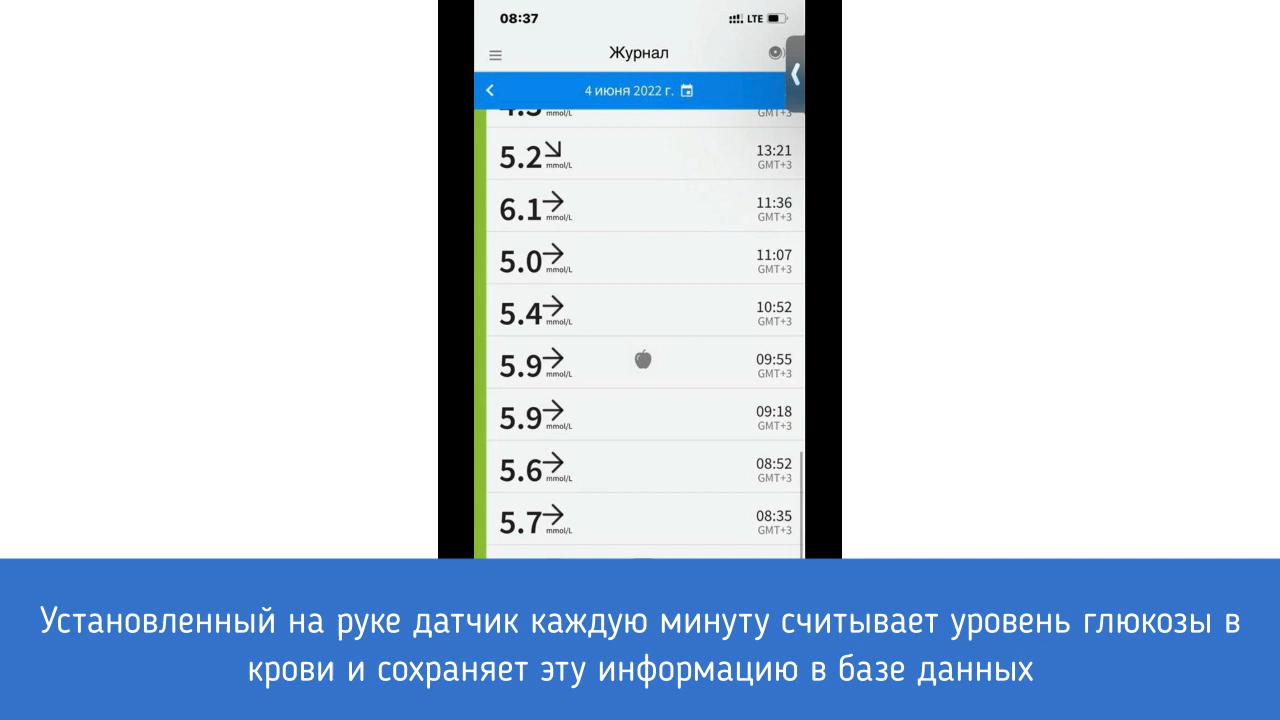 08:37 LTE
Журнал
4 июня 2022 г.
mmol/L GMT+3
5.2 mmol/L 13:21
GMT+3
6.1 mmol/L 11:36
GMT+3
5.0 mmol/L 11:07
GMT+3
5.4 mmol/L 10:52
GMT+3
5.9 mmol/L 09:55
GMT+3
5.9 mmol/L 09:18
GMT+3
5.6 mmol/L 08:52
GMT+3
5.7 mmol/L 08:35
GMT+3
Установленный на руке датчик каждую минуту считывает уровень глюкозы в
крови и сохраняет эту информацию в базе данных